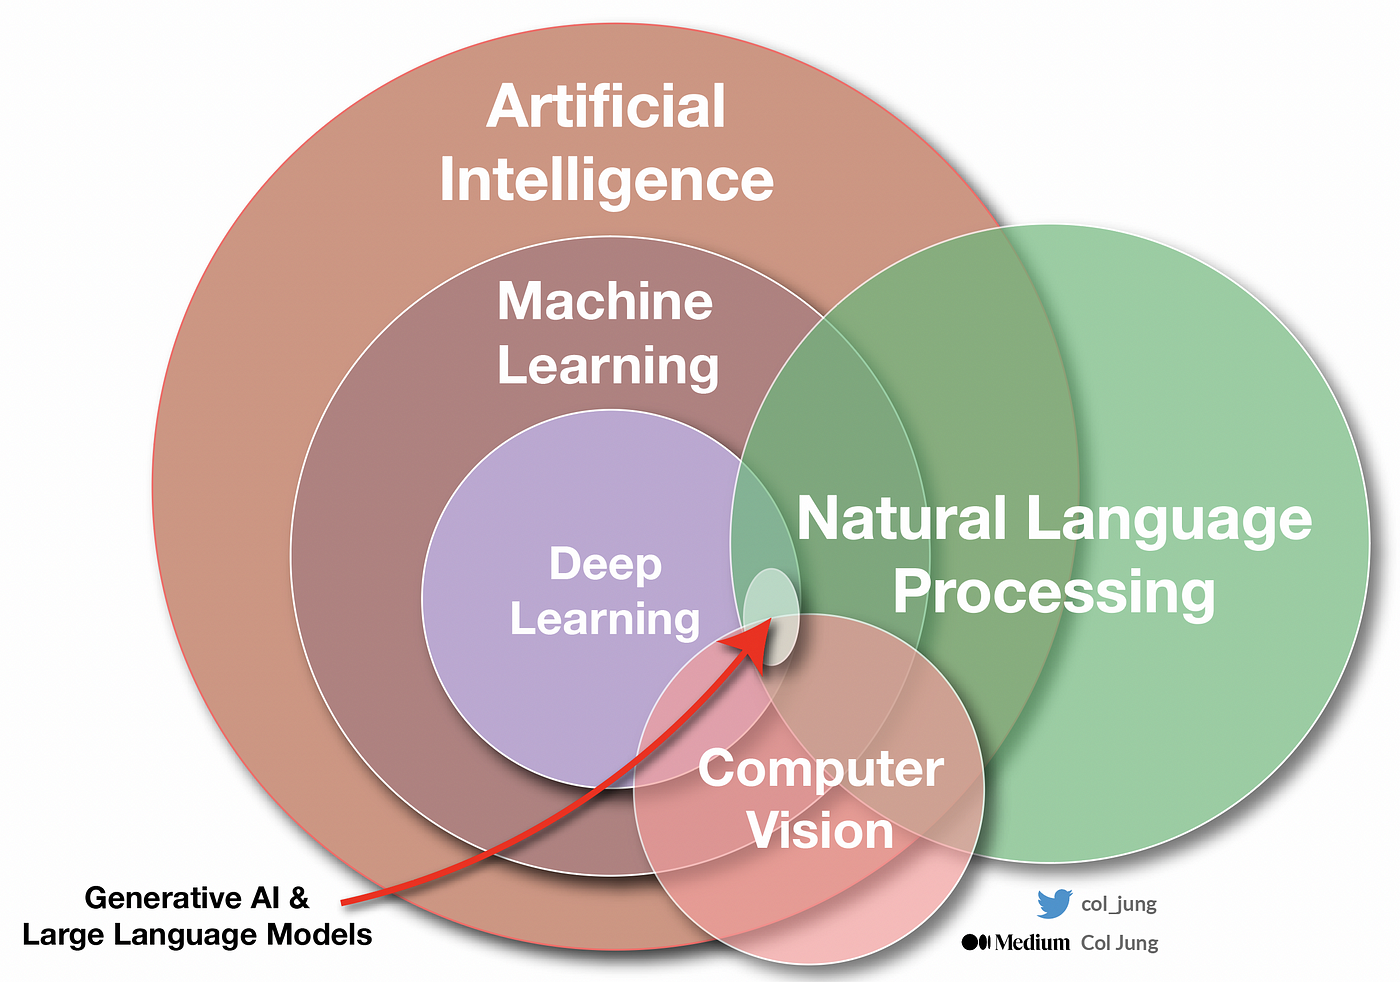 Artificial
Intelligence
Machine
Learning
Deep
Learning
Natural Language
Processing
Computer
Vision
Generative AI &
Large Language Models
col_jung
Medium Col Jung